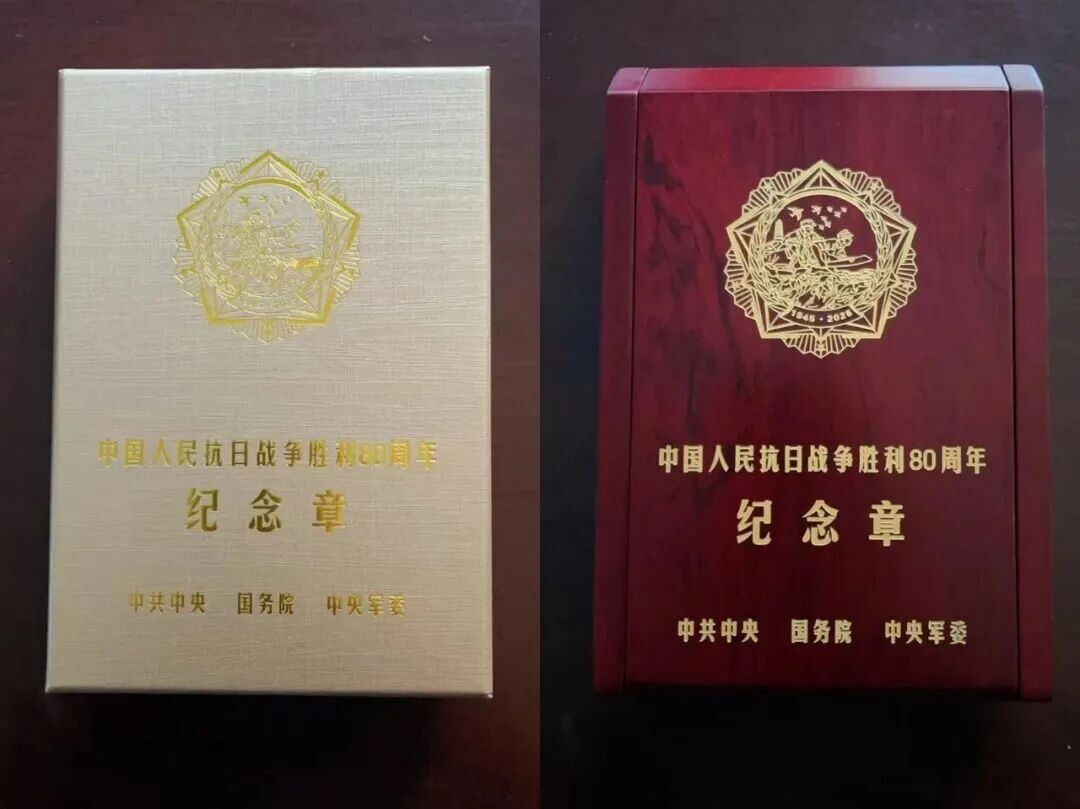 中国人民抗日战争胜利80周年
纪念章
中共中央 国务院 中央军委
1945·2025
中国人民抗日战争胜利80周年
纪念章
中共中央 国务院 中央军委